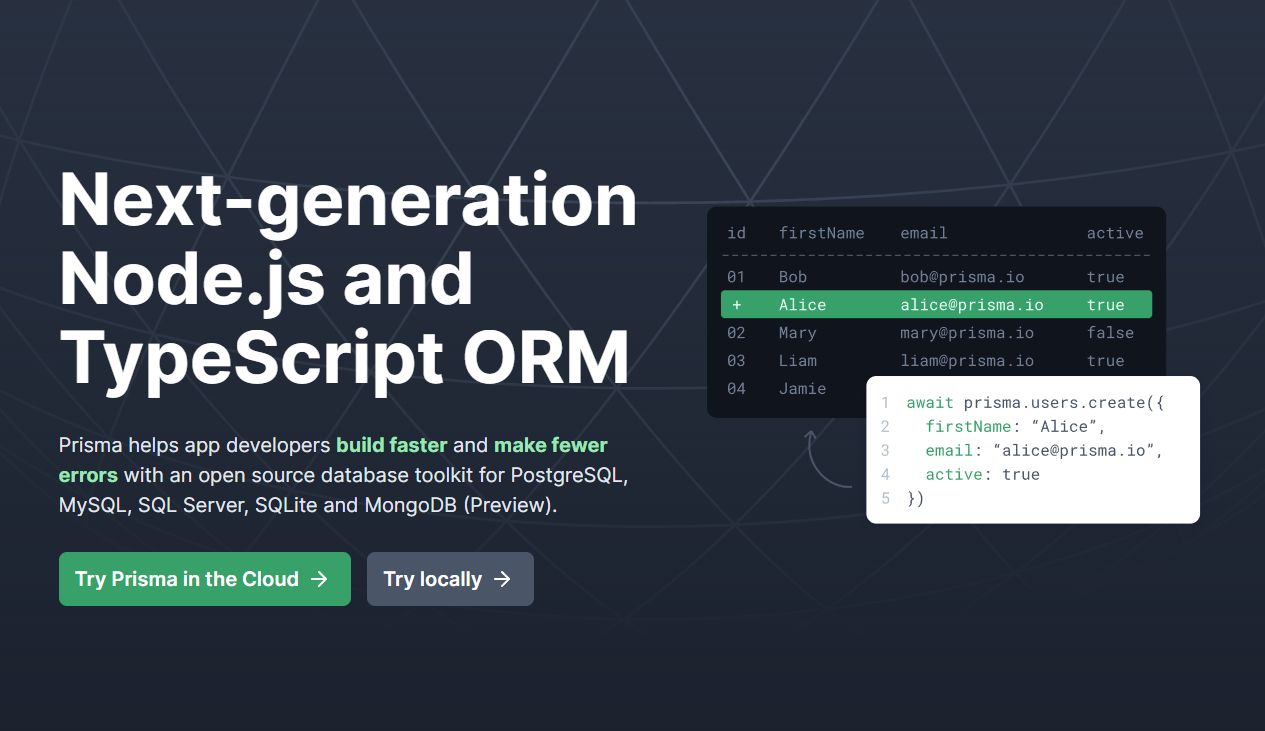 Next-generation
Node.js and
TypeScript ORM
Prisma helps app developers build faster and make fewer
errors with an open source database toolkit for PostgreSQL,
MySQL, SQL Server, SQLite and MongoDB (Preview).
Try Prisma in the Cloud →
Try locally →
id firstName email active
01 Bob bob@prisma.io true
+ Alice alice@prisma.io true
02 Mary mary@prisma.io false
03 Liam liam@prisma.io true
04 Jamie
1 await prisma.users.create({
2 firstName: “Alice”,
3 email: “alice@prisma.io”,
4 active: true
5 })